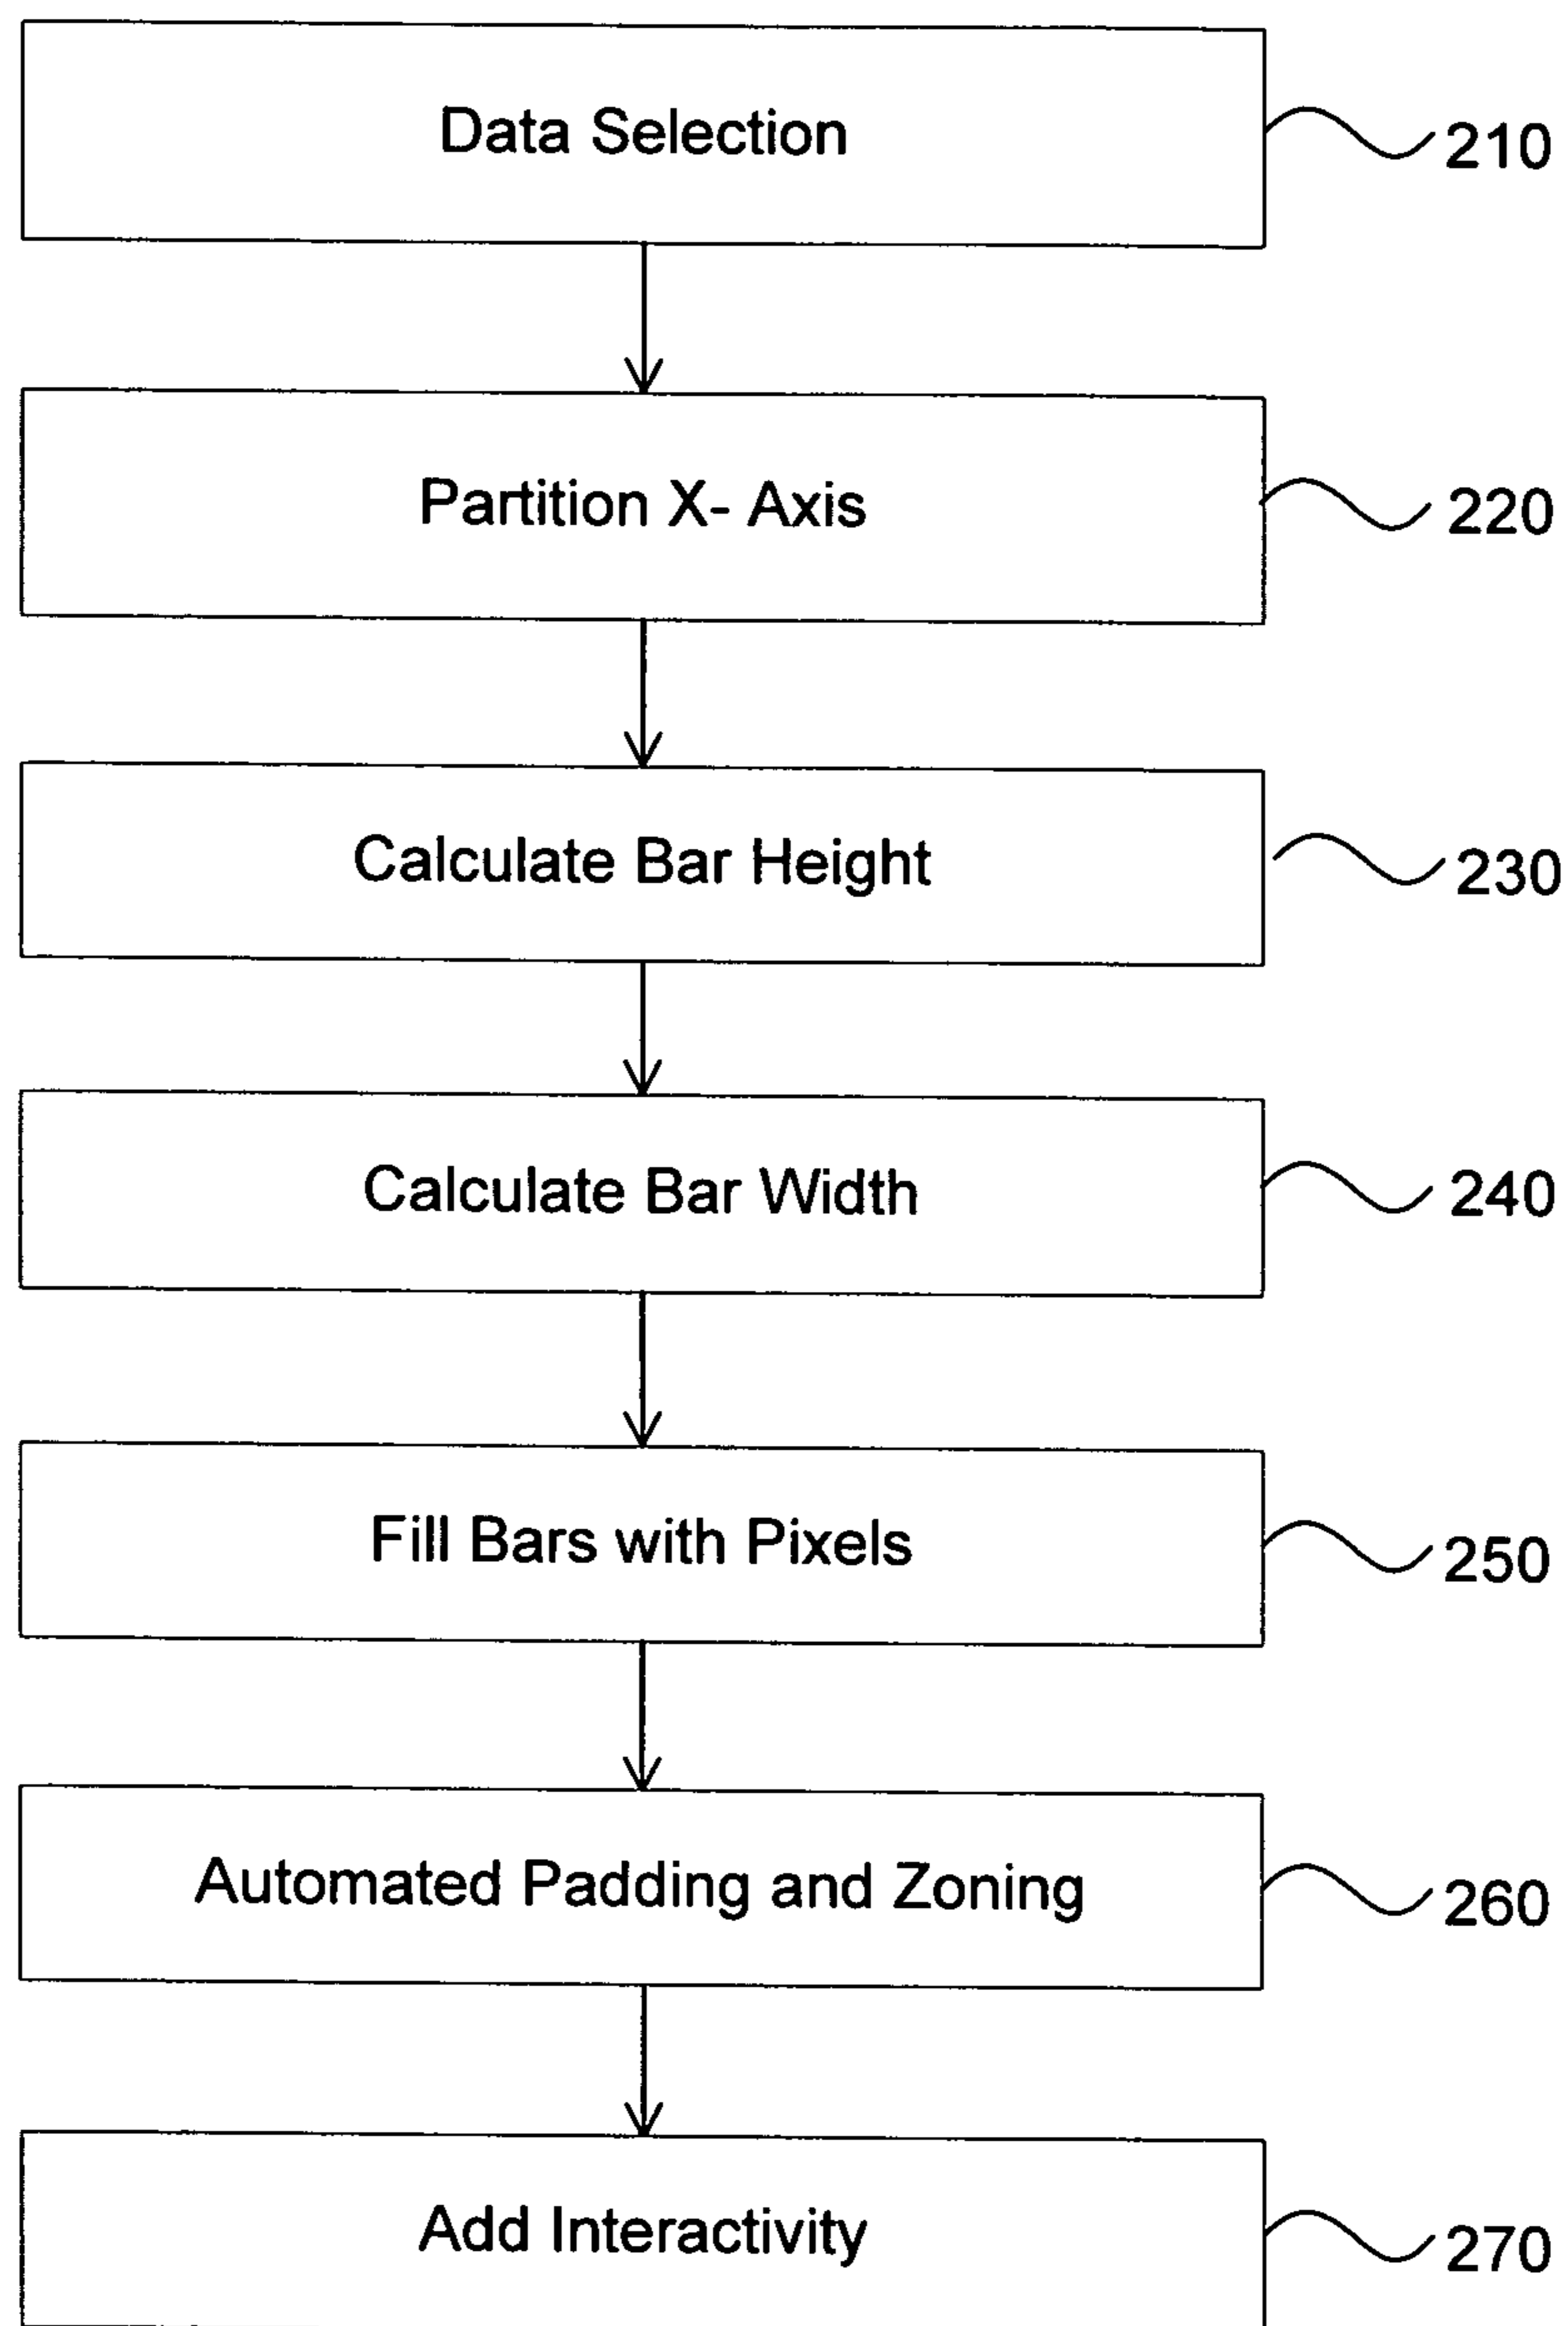 Data Selection
210
Partition X- Axis
220
Calculate Bar Height
230
Calculate Bar Width
240
Fill Bars with Pixels
250
Automated Padding and Zoning
260
Add Interactivity
270